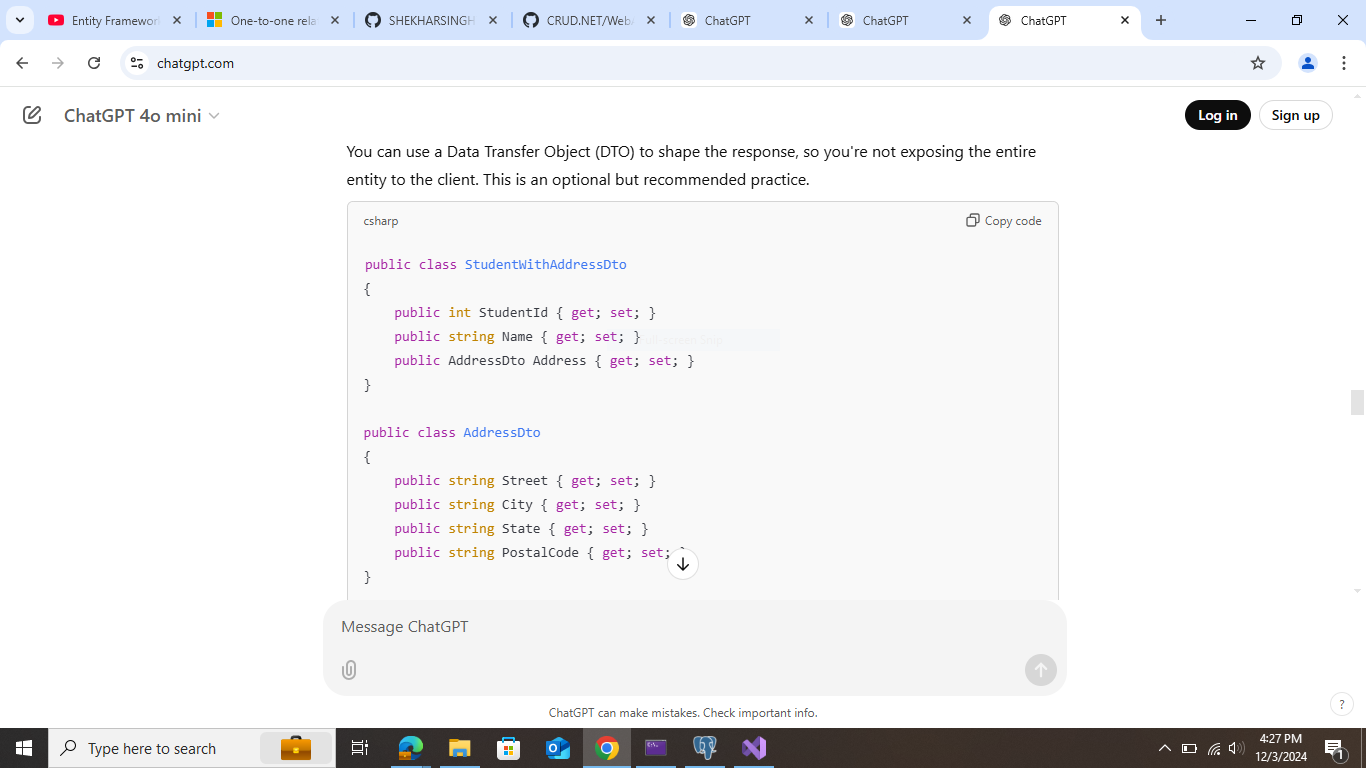 Entity Framework
One-to-one rela
SHEKHARSINGH
CRUD.NET/Web
ChatGPT
ChatGPT
ChatGPT
chatgpt.com
ChatGPT 4o mini
Log in
Sign up
You can use a Data Transfer Object (DTO) to shape the response, so you're not exposing the entire
entity to the client. This is an optional but recommended practice.
csharp
Copy code
public class StudentWithAddressDto
{
public int StudentId { get; set; }
public string Name { get; set; }
public AddressDto Address { get; set; }
}
public class AddressDto
{
public string Street { get; set; }
public string City { get; set; }
public string State { get; set; }
public string PostalCode { get; set; }
}
Message ChatGPT
ChatGPT can make mistakes. Check important info.
?
Type here to search
4:27 PM
12/3/2024
1